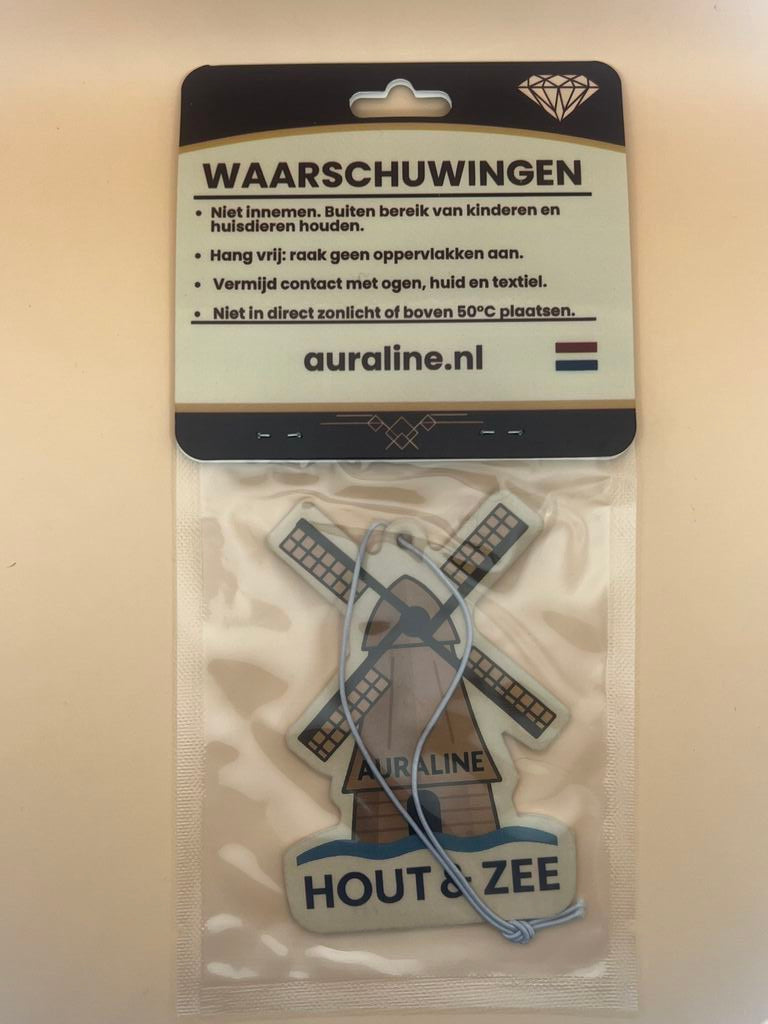 WAARSCHUWINGEN
• Niet innemen. Buiten bereik van kinderen en
huisdieren houden.
• Hang vrij: raak geen oppervlakken aan.
• Vermijd contact met ogen, huid en textiel.
• Niet in direct zonlicht of boven 50°C plaatsen.
auraline.nl
AURALINE
HOUT & ZEE